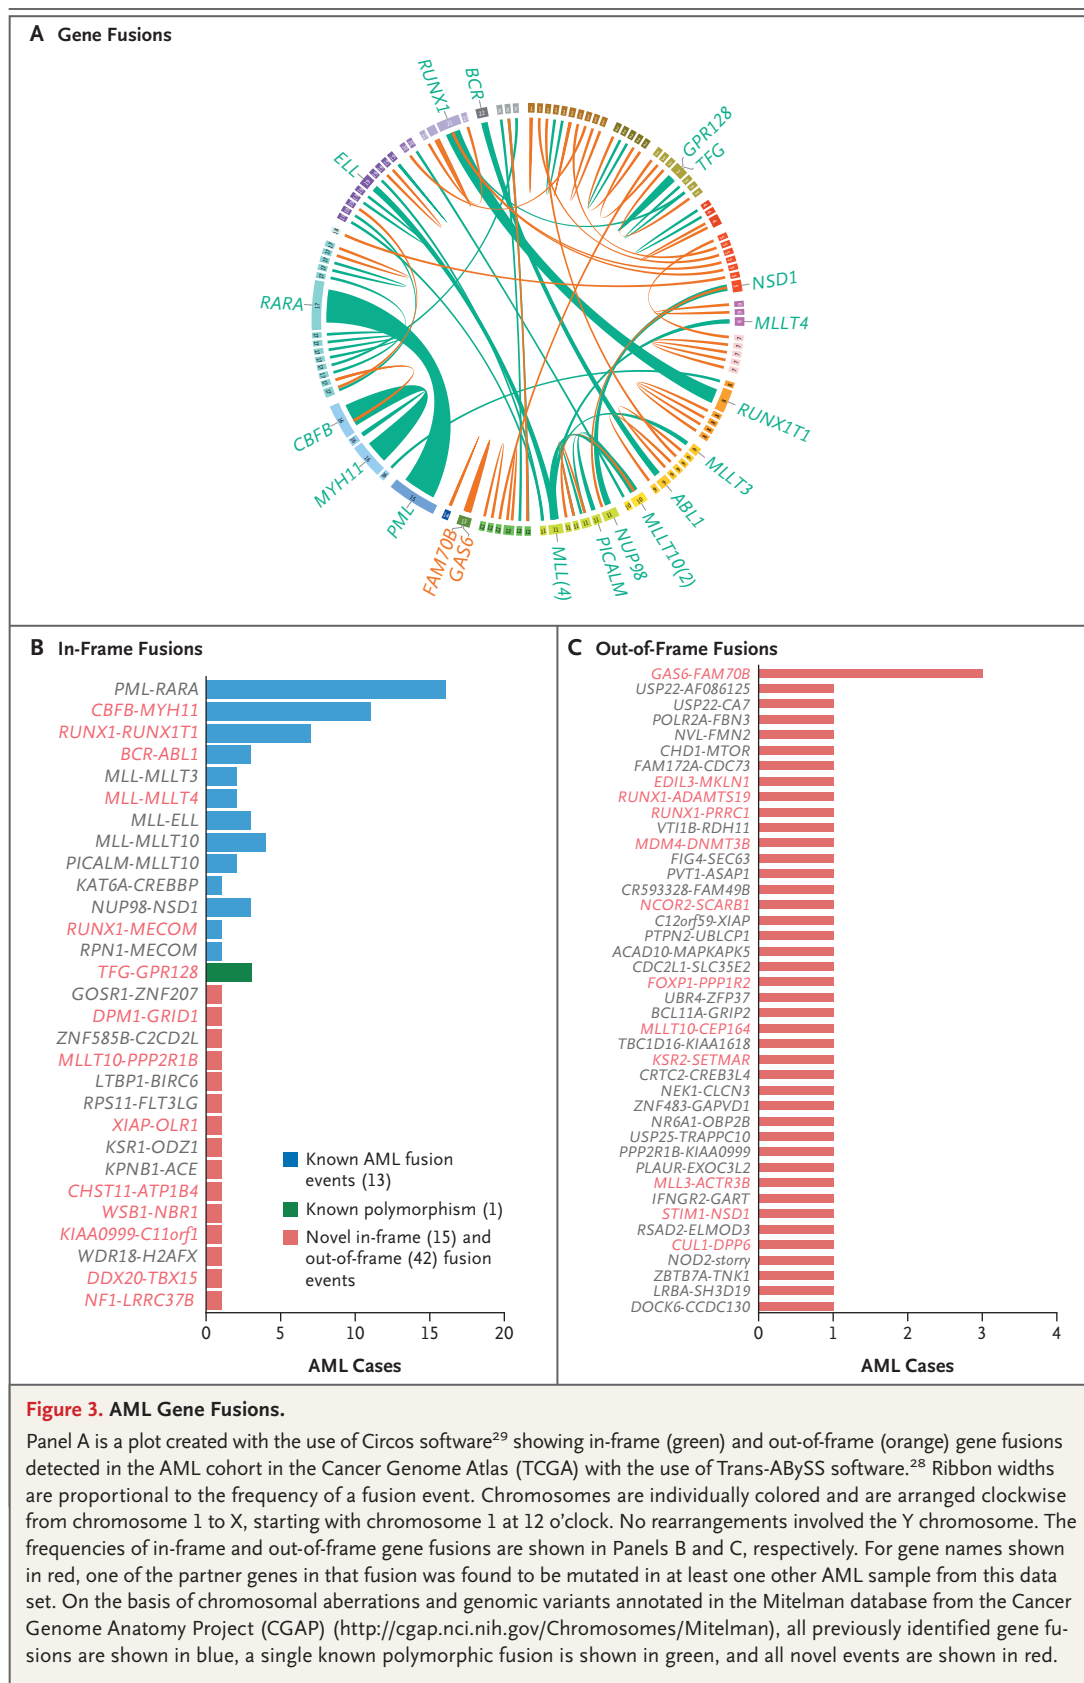 A Gene Fusions
RUNX1
BCR
GPR128
TFG
ELL
NSD1
RARA
MLLT4
RUNX1T1
CBFB
MLLT3
MYH11
ABL1
PML
MLLT10(2)
FAM70B
GAS6
NUP98
PICALM
MLL(4)
B In-Frame Fusions
PML-RARA
CBFB-MYH11
RUNX1-RUNX1T1
BCR-ABL1
MLL-MLLT3
MLL-MLLT4
MLL-ELL
MLL-MLLT10
PICALM-MLLT10
KAT6A-CREBBP
NUP98-NSD1
RUNX1-MECOM
RPN1-MECOM
TFG-GPR128
GOSR1-ZNF207
DPM1-GRID1
ZNF585B-C2CD2L
MLLT10-PPP2R1B
LTBP1-BIRC6
RPS11-FLT3LG
XIAP-OLR1
KSR1-ODZ1
KPNB1-ACE
CHST11-ATP1B4
WSB1-NBR1
KIAA0999-C11orf1
WDR18-H2AFX
DDX20-TBX15
NF1-LRRC37B
Known AML fusion
events (13)
Known polymorphism (1)
Novel in-frame (15) and
out-of-frame (42) fusion
events
0 5 10 15 20
AML Cases
C Out-of-Frame Fusions
GAS6-FAM70B
USP22-AF086125
USP22-CA7
POLR2A-FBN3
NVL-FMN2
CHD1-MTOR
FAM172A-CDC73
EDIL3-MKLN1
RUNX1-ADAMTS19
RUNX1-PRRC1
VTI1B-RDH11
MDM4-DNMT3B
FIG4-SEC63
PVT1-ASAP1
CR593328-FAM49B
NCOR2-SCARB1
C12orf59-XIAP
PTPN2-UBLCP1
ACAD10-MAPKAPK5
CDC2L1-SLC35E2
FOXP1-PPP1R2
UBR4-ZFP37
BCL11A-GRIP2
MLLT10-CEP164
TBC1D16-KIAA1618
KSR2-SETMAR
CRTC2-CREB3L4
NEK1-CLCN3
ZNF483-GAPVD1
NR6A1-OBP2B
USP25-TRAPPC10
PPP2R1B-KIAA0999
PLAUR-EXOC3L2
MLL3-ACTR3B
IFNGR2-GART
STIM1-NSD1
RSAD2-ELMOD3
CUL1-DPP6
NOD2-storry
ZBTB7A-TNK1
LRBA-SH3D19
DOCK6-CCDC130
0 1 2 3 4
AML Cases
Figure 3. AML Gene Fusions.
Panel A is a plot created with the use of Circos software²⁹ showing in-frame (green) and out-of-frame (orange) gene fusions
detected in the AML cohort in the Cancer Genome Atlas (TCGA) with the use of Trans-ABySS software.²⁸ Ribbon widths
are proportional to the frequency of a fusion event. Chromosomes are individually colored and are arranged clockwise
from chromosome 1 to X, starting with chromosome 1 at 12 o'clock. No rearrangements involved the Y chromosome. The
frequencies of in-frame and out-of-frame gene fusions are shown in Panels B and C, respectively. For gene names shown
in red, one of the partner genes in that fusion was found to be mutated in at least one other AML sample from this data
set. On the basis of chromosomal aberrations and genomic variants annotated in the Mitelman database from the Cancer
Genome Anatomy Project (CGAP) (http://cgap.nci.nih.gov/Chromosomes/Mitelman), all previously identified gene fu-
sions are shown in blue, a single known polymorphic fusion is shown in green, and all novel events are shown in red.